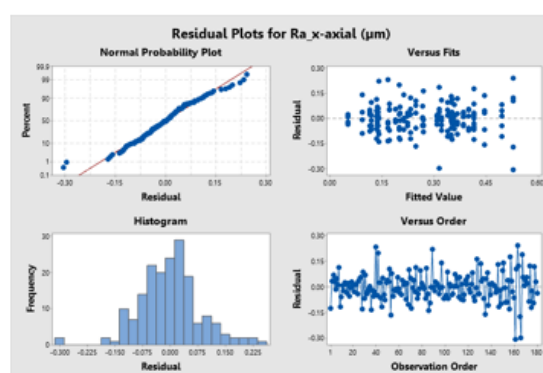 Residual Plots for Ra_x-axial (µm)
Normal Probability Plot
Versus Fits
99.9
99
90
50
10
1
0.1
Percent
-0.30 -0.15 0.00 0.15 0.30
Residual
0.30
0.15
0.00
-0.15
-0.30
Residual
0.00 0.15 0.30 0.45 0.60
Fitted Value
Histogram
Versus Order
30
20
10
0
Frequency
-0.300 -0.225 -0.150 -0.075 0.000 0.075 0.150 0.225
Residual
0.30
0.15
0.00
-0.15
-0.30
Residual
1 20 40 60 80 100 120 140 160 180
Observation Order